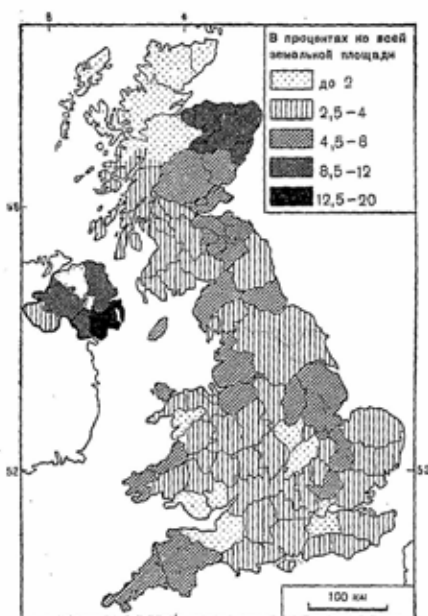 6
4
В процентах ко всей
земельной площади
до 2
2,5-4
4,5-8
8,5-12
12,5-20
56
52
52
100 км